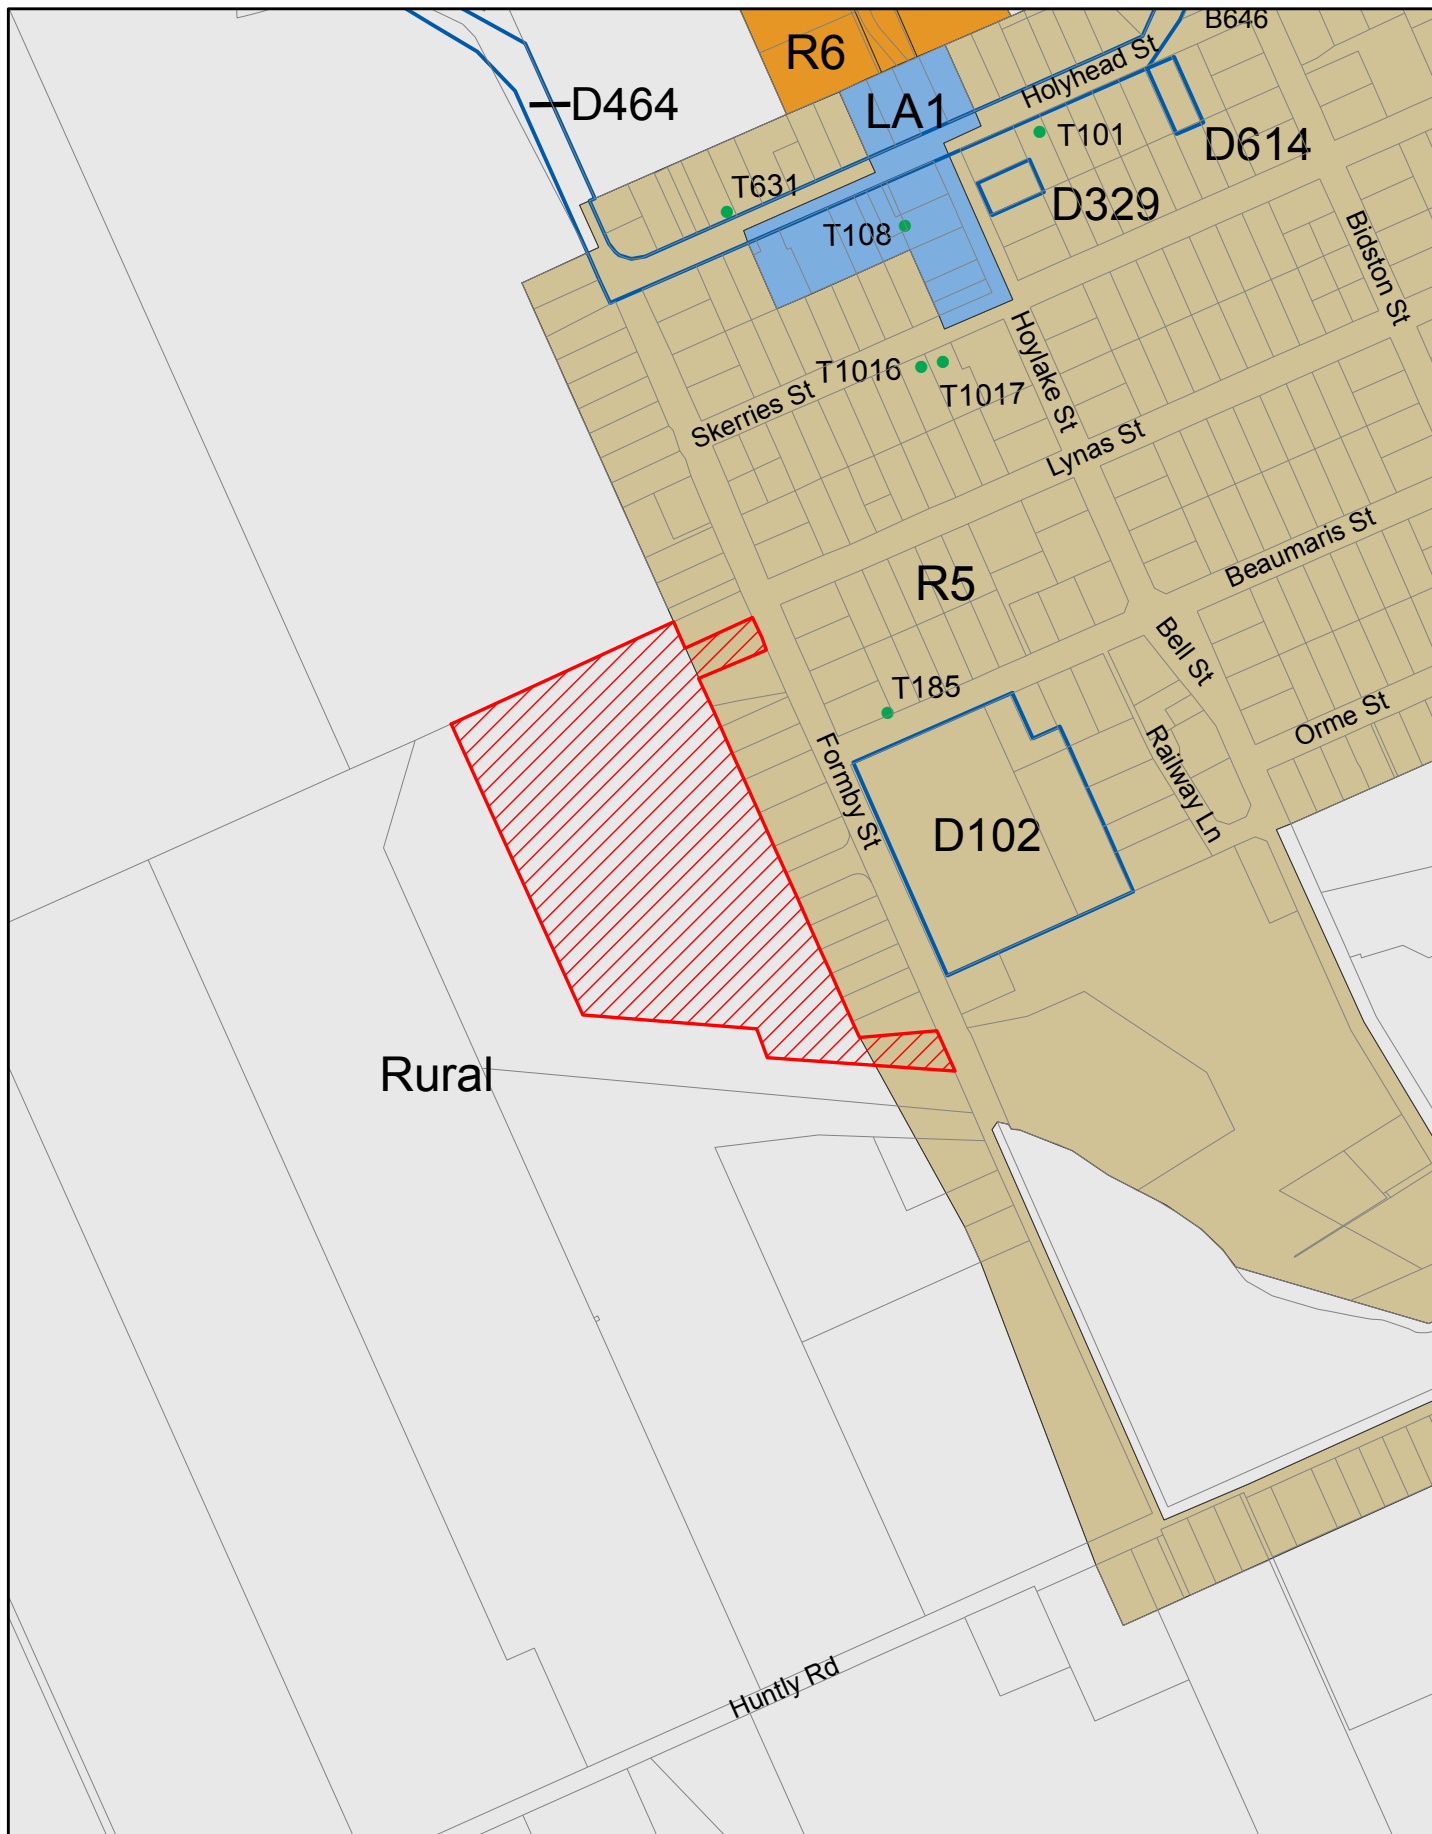 B646
R6
Holyhead St
D464
LA1
T101
D614
T631
D329
T108
Bidston St
Hoylake St
T1016
T1017
Skerries St
Lynas St
Beaumaris St
R5
Bell St
T185
Orme St
Railway Ln
Formby St
D102
Rural
Huntly Rd